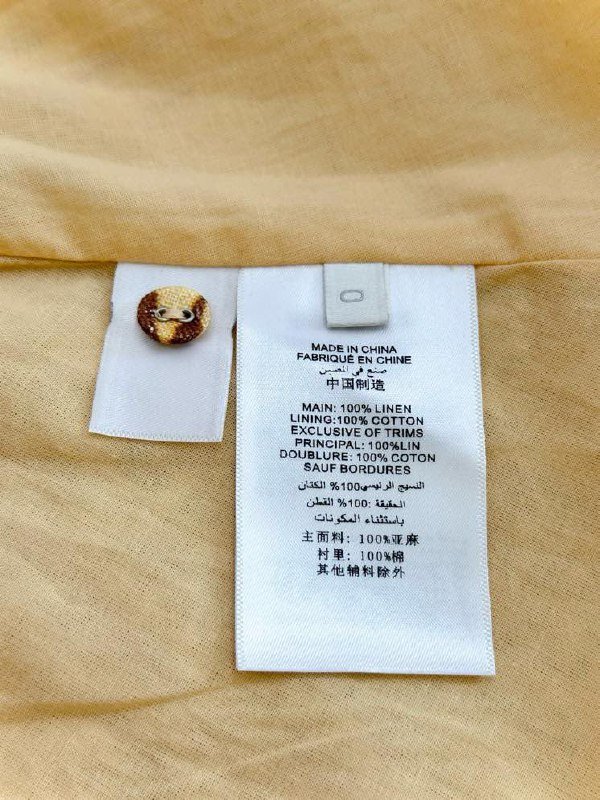 0
MADE IN CHINA
FABRIQUÉ EN CHINE
صنع في الصين
中国制造
MAIN: 100% LINEN
LINING:100% COTTON
EXCLUSIVE OF TRIMS
PRINCIPAL: 100%LIN
DOUBLURE: 100% COTON
SAUF BORDURES
النسيج الرئيسي100% الكتان
الحقيقة: 100% القطن
باستثناء المكونات
主面料: 100%亚麻
衬里: 100%棉
其他辅料除外